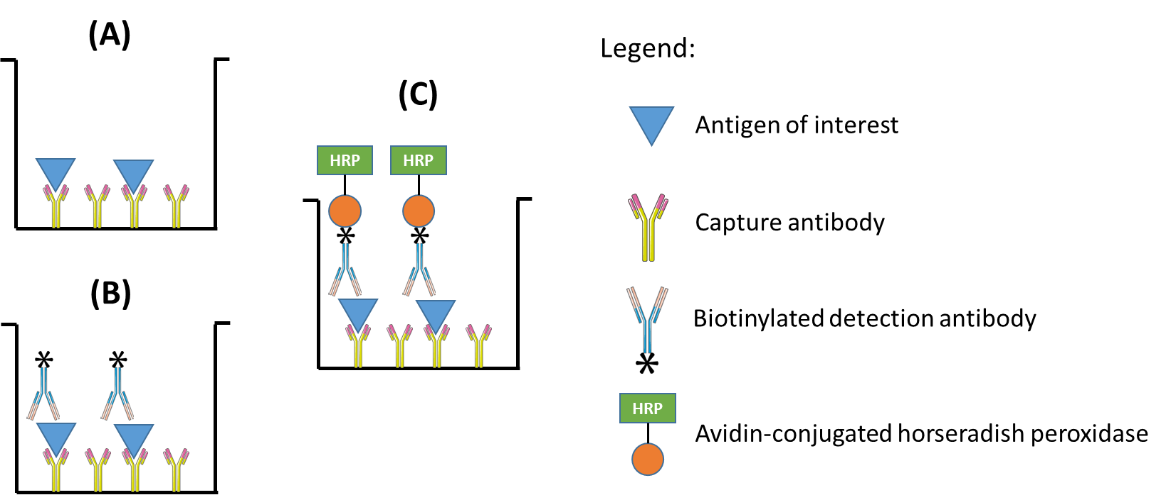 (A)
(B)
(C)
HRP
HRP
*
*
*
*
Legend:
Antigen of interest
Capture antibody
Biotinylated detection antibody
*
HRP
Avidin-conjugated horseradish peroxidase